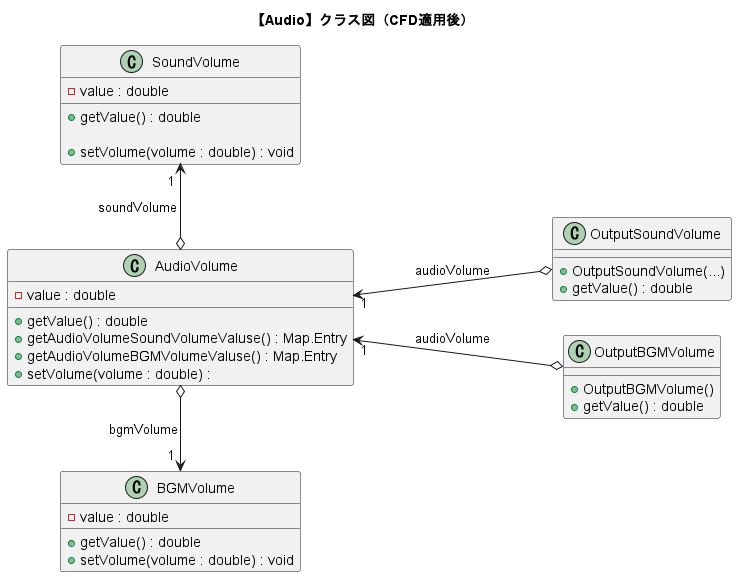 【Audio】クラス図（CFD適用後）
C SoundVolume
value : double
getValue() : double
setVolume(volume : double) : void
1
soundVolume
C AudioVolume
value : double
getValue() : double
getAudioVolumeSoundVolumeValuse() : Map.Entry
getAudioVolumeBGMVolumeValuse() : Map.Entry
setVolume(volume : double) :
audioVolume
1
C OutputSoundVolume
OutputSoundVolume(...)
getValue() : double
audioVolume
1
C OutputBGMVolume
OutputBGMVolume()
getValue() : double
bgmVolume
1
C BGMVolume
value : double
getValue() : double
setVolume(volume : double) : void